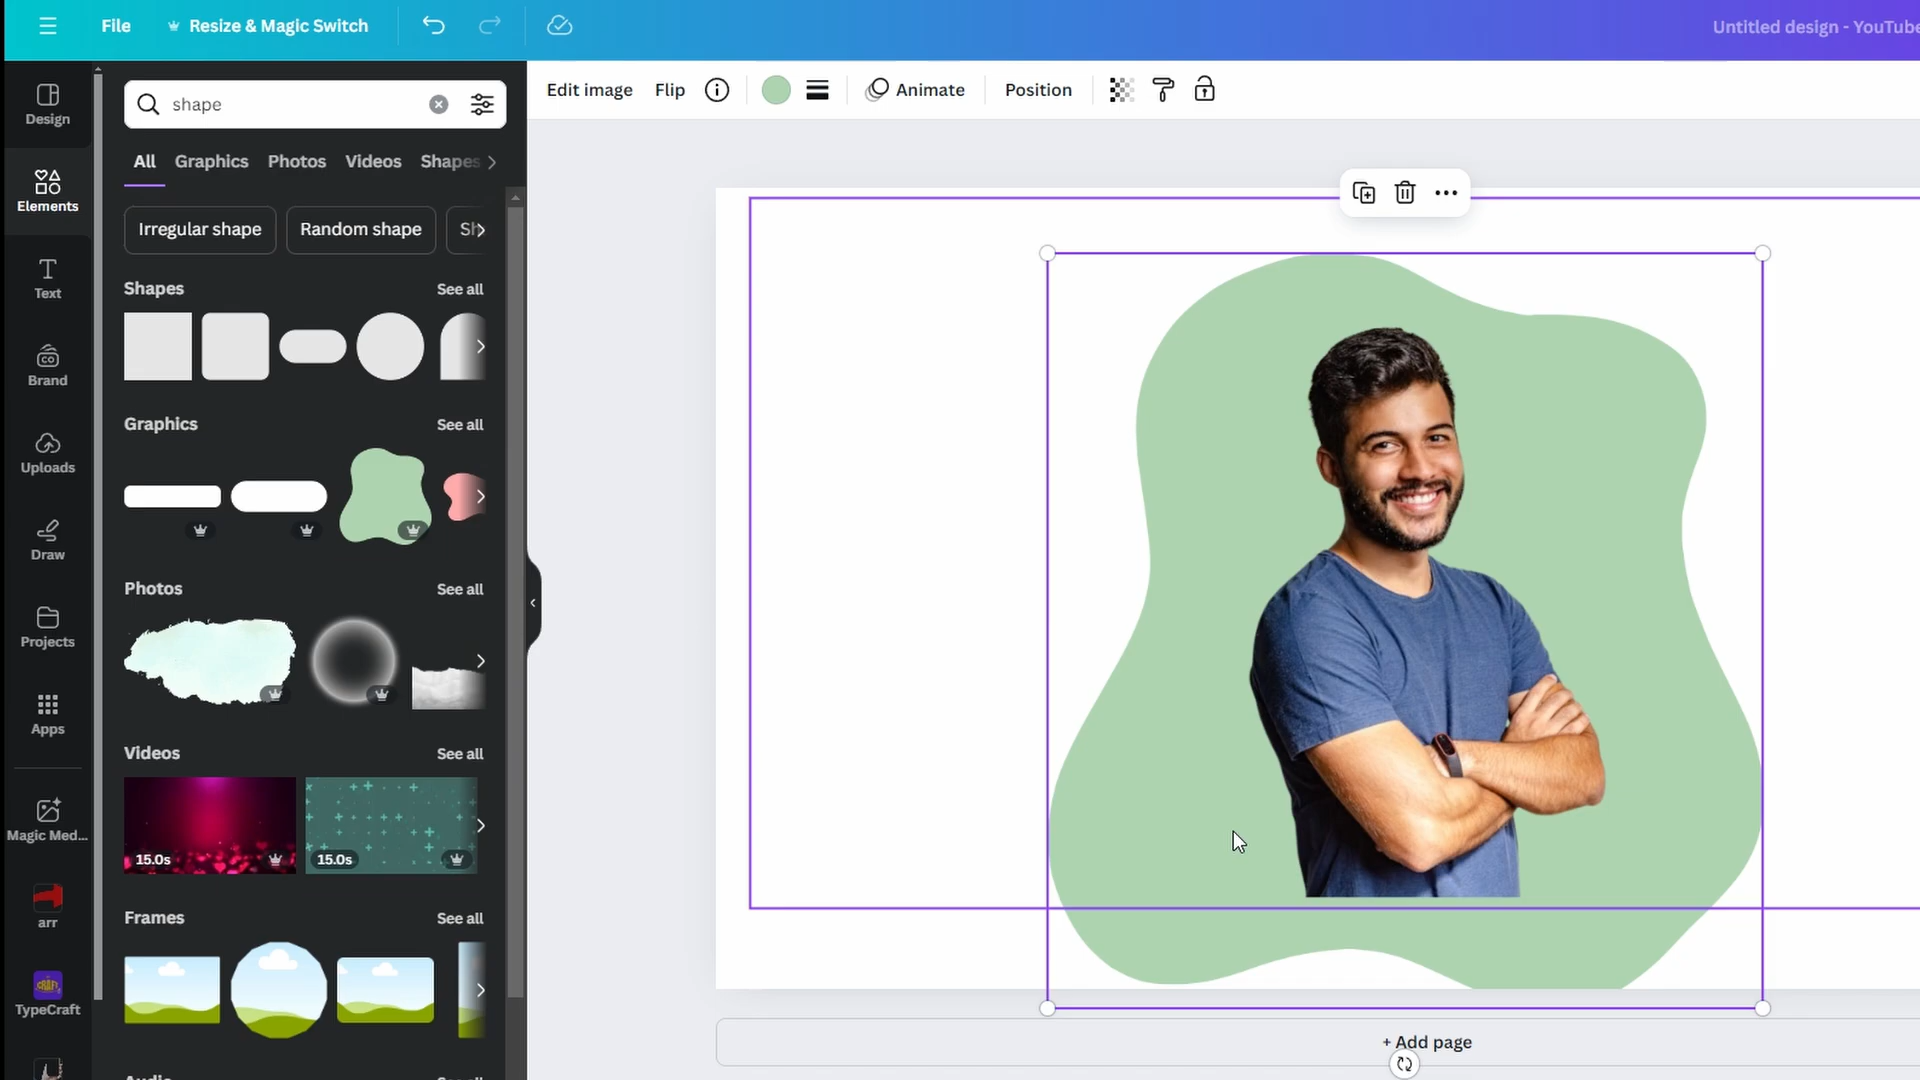 File
Resize & Magic Switch
Untitled design - YouTube
Design
Elements
Text
Brand
Uploads
Draw
Projects
Apps
Magic Med...
arr
TypeCraft
shape
All
Graphics
Photos
Videos
Shapes
Irregular shape
Random shape
Sh
Shapes
See all
Graphics
See all
Photos
See all
Videos
See all
15.0s
15.0s
Frames
See all
Edit image
Flip
Animate
Position
+ Add page